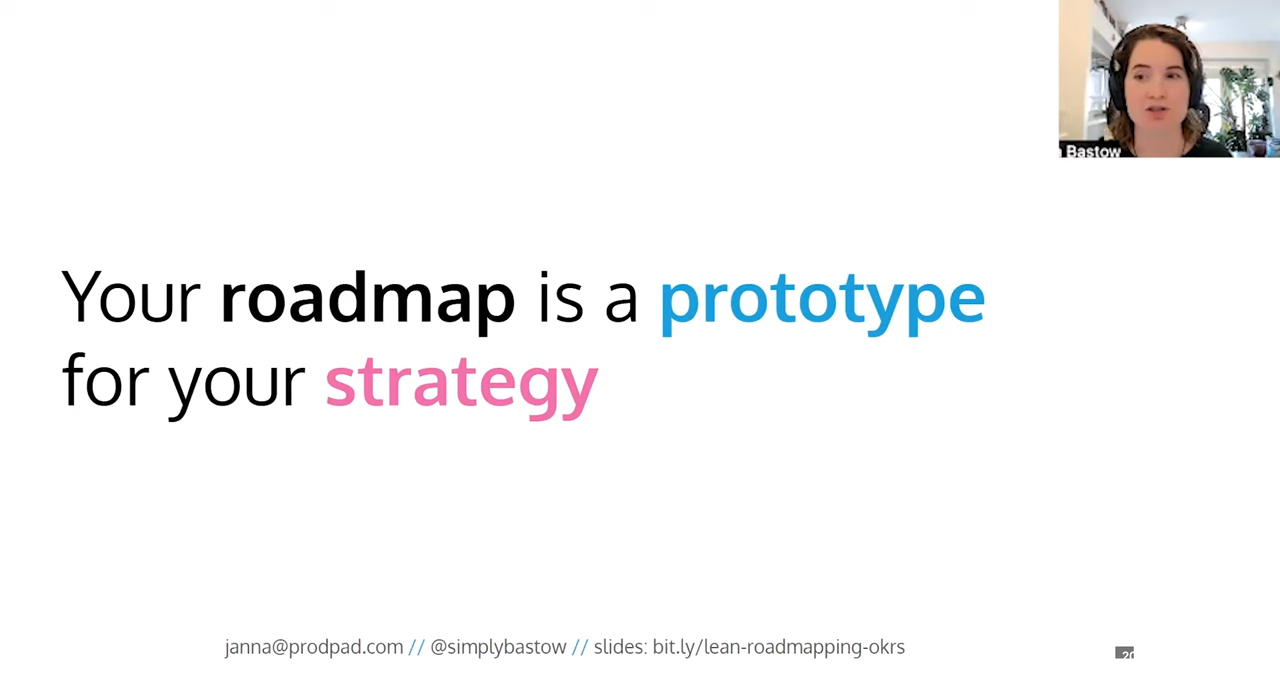 Bastow
Your roadmap is a prototype
for your strategy
janna@prodpad.com // @simplybastow // slides: bit.ly/lean-roadmapping-okrs